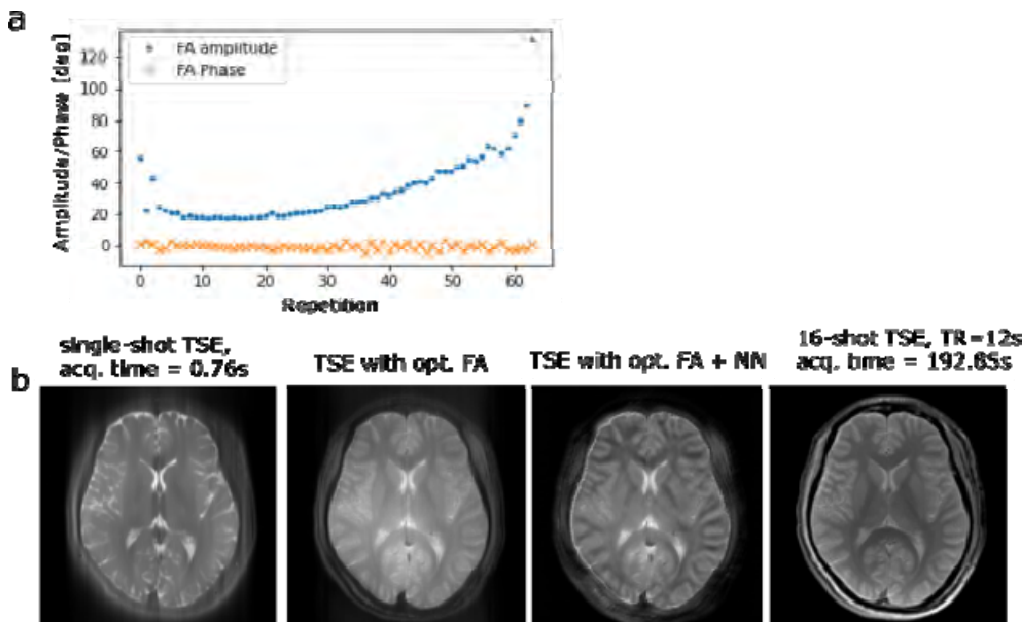 a
FA amplitude
FA Phase
Amplitude/Phase [deg]
120
100
80
60
40
20
0
0 10 20 30 40 50 60
Repetition
b
single-shot TSE,
acq. time = 0.76s
TSE with opt. FA
TSE with opt. FA + NN
16-shot TSE, TR=12s
acq. time = 192.85s